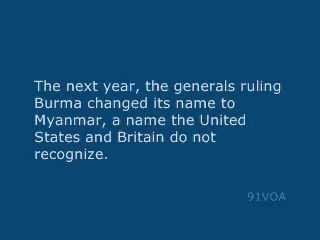 The next year, the generals ruling
Burma changed its name to
Myanmar, a name the United
States and Britain do not
recognize.
91VOA